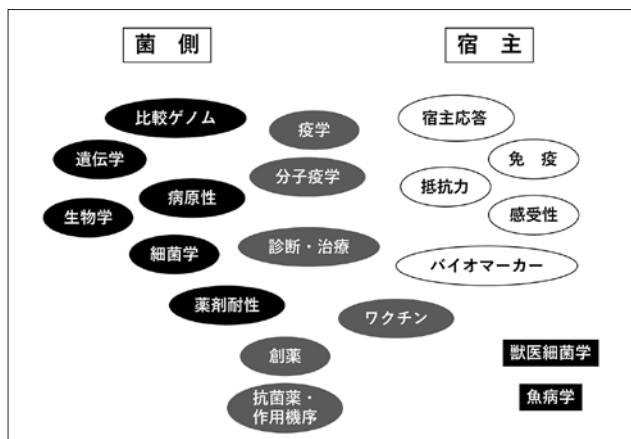 菌 側
宿 主
比較ゲノム
疫学
宿主応答
遺伝学
免 疫
分子疫学
抵抗力
病原性
生物学
感受性
細菌学
診断・治療
バイオマーカー
薬剤耐性
ワクチン
創薬
獣医細菌学
魚病学
抗菌薬・
作用機序